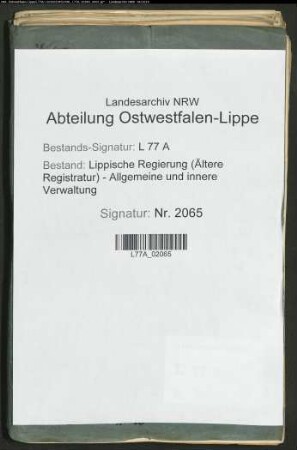 Landesarchiv NRW
Abteilung Ostwestfalen-Lippe
Bestands-Signatur: L 77 A
Bestand: Lippische Regierung (Ältere
Registratur) - Allgemeine und innere
Verwaltung
Signatur: Nr. 2065
L77A_02065